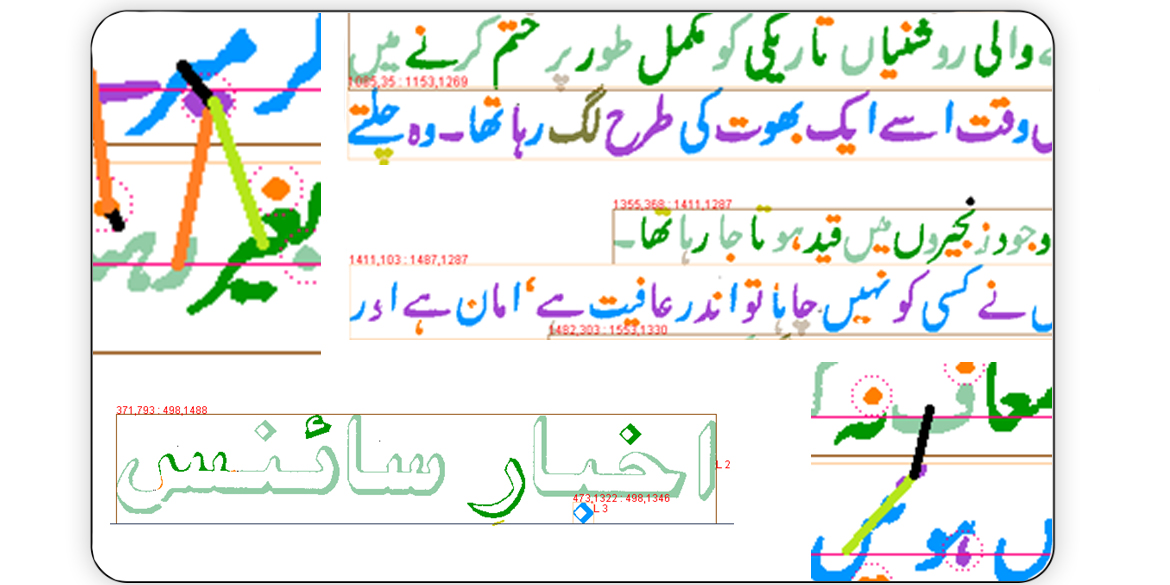 والی روشنیاں تاریکی کو مکمل طور پر ختم کرنے میں
1085,35 : 1153,1269
وقت اسے ایک بھوت کی طرح لگ رہا تھا۔ وہ چلتے
1355,368 : 1411,1287
وجود زنجیروں میں قید ہوتا جا رہا تھا۔
1411,103 : 1487,1287
نے کسی کو نہیں جانا تو اندر عافیت ہے، امان ہے اور
1482,303 : 1553,1330
371,793 : 498,1488
اخبار سائنس
L 2
473,1322 : 498,1346
L 3